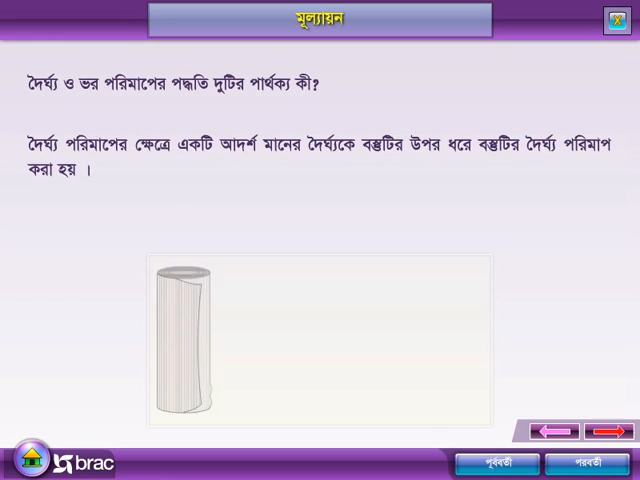 মূল্যায়ন
X
দৈর্ঘ্য ও ভর পরিমাপের পদ্ধতি দুটির পার্থক্য কী?
দৈর্ঘ্য পরিমাপের ক্ষেত্রে একটি আদর্শ মানের দৈর্ঘ্যকে বস্তুটির উপর ধরে বস্তুটির দৈর্ঘ্য পরিমাপ
করা হয় ।
brac
পূর্ববর্তী
পরবর্তী